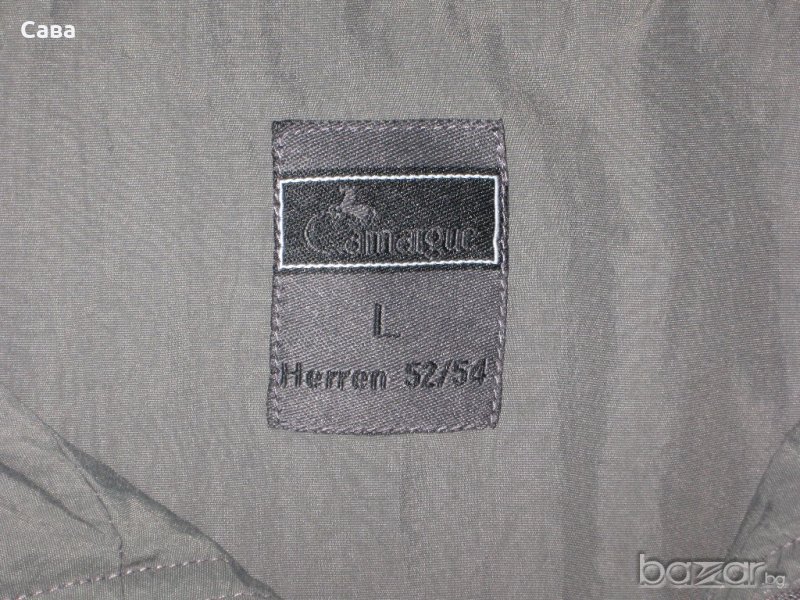 Сава
Camargue
L
Herren 52/54
bazar.bg